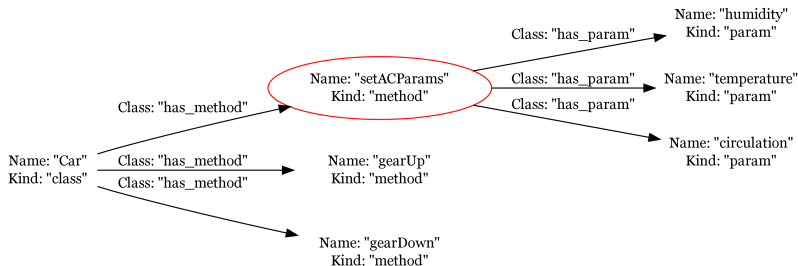 Name: "Car"
Kind: "class"
Class: "has_method"
Class: "has_method"
Class: "has_method"
Name: "setACParams"
Kind: "method"
Name: "gearUp"
Kind: "method"
Name: "gearDown"
Kind: "method"
Class: "has_param"
Class: "has_param"
Class: "has_param"
Name: "humidity"
Kind: "param"
Name: "temperature"
Kind: "param"
Name: "circulation"
Kind: "param"